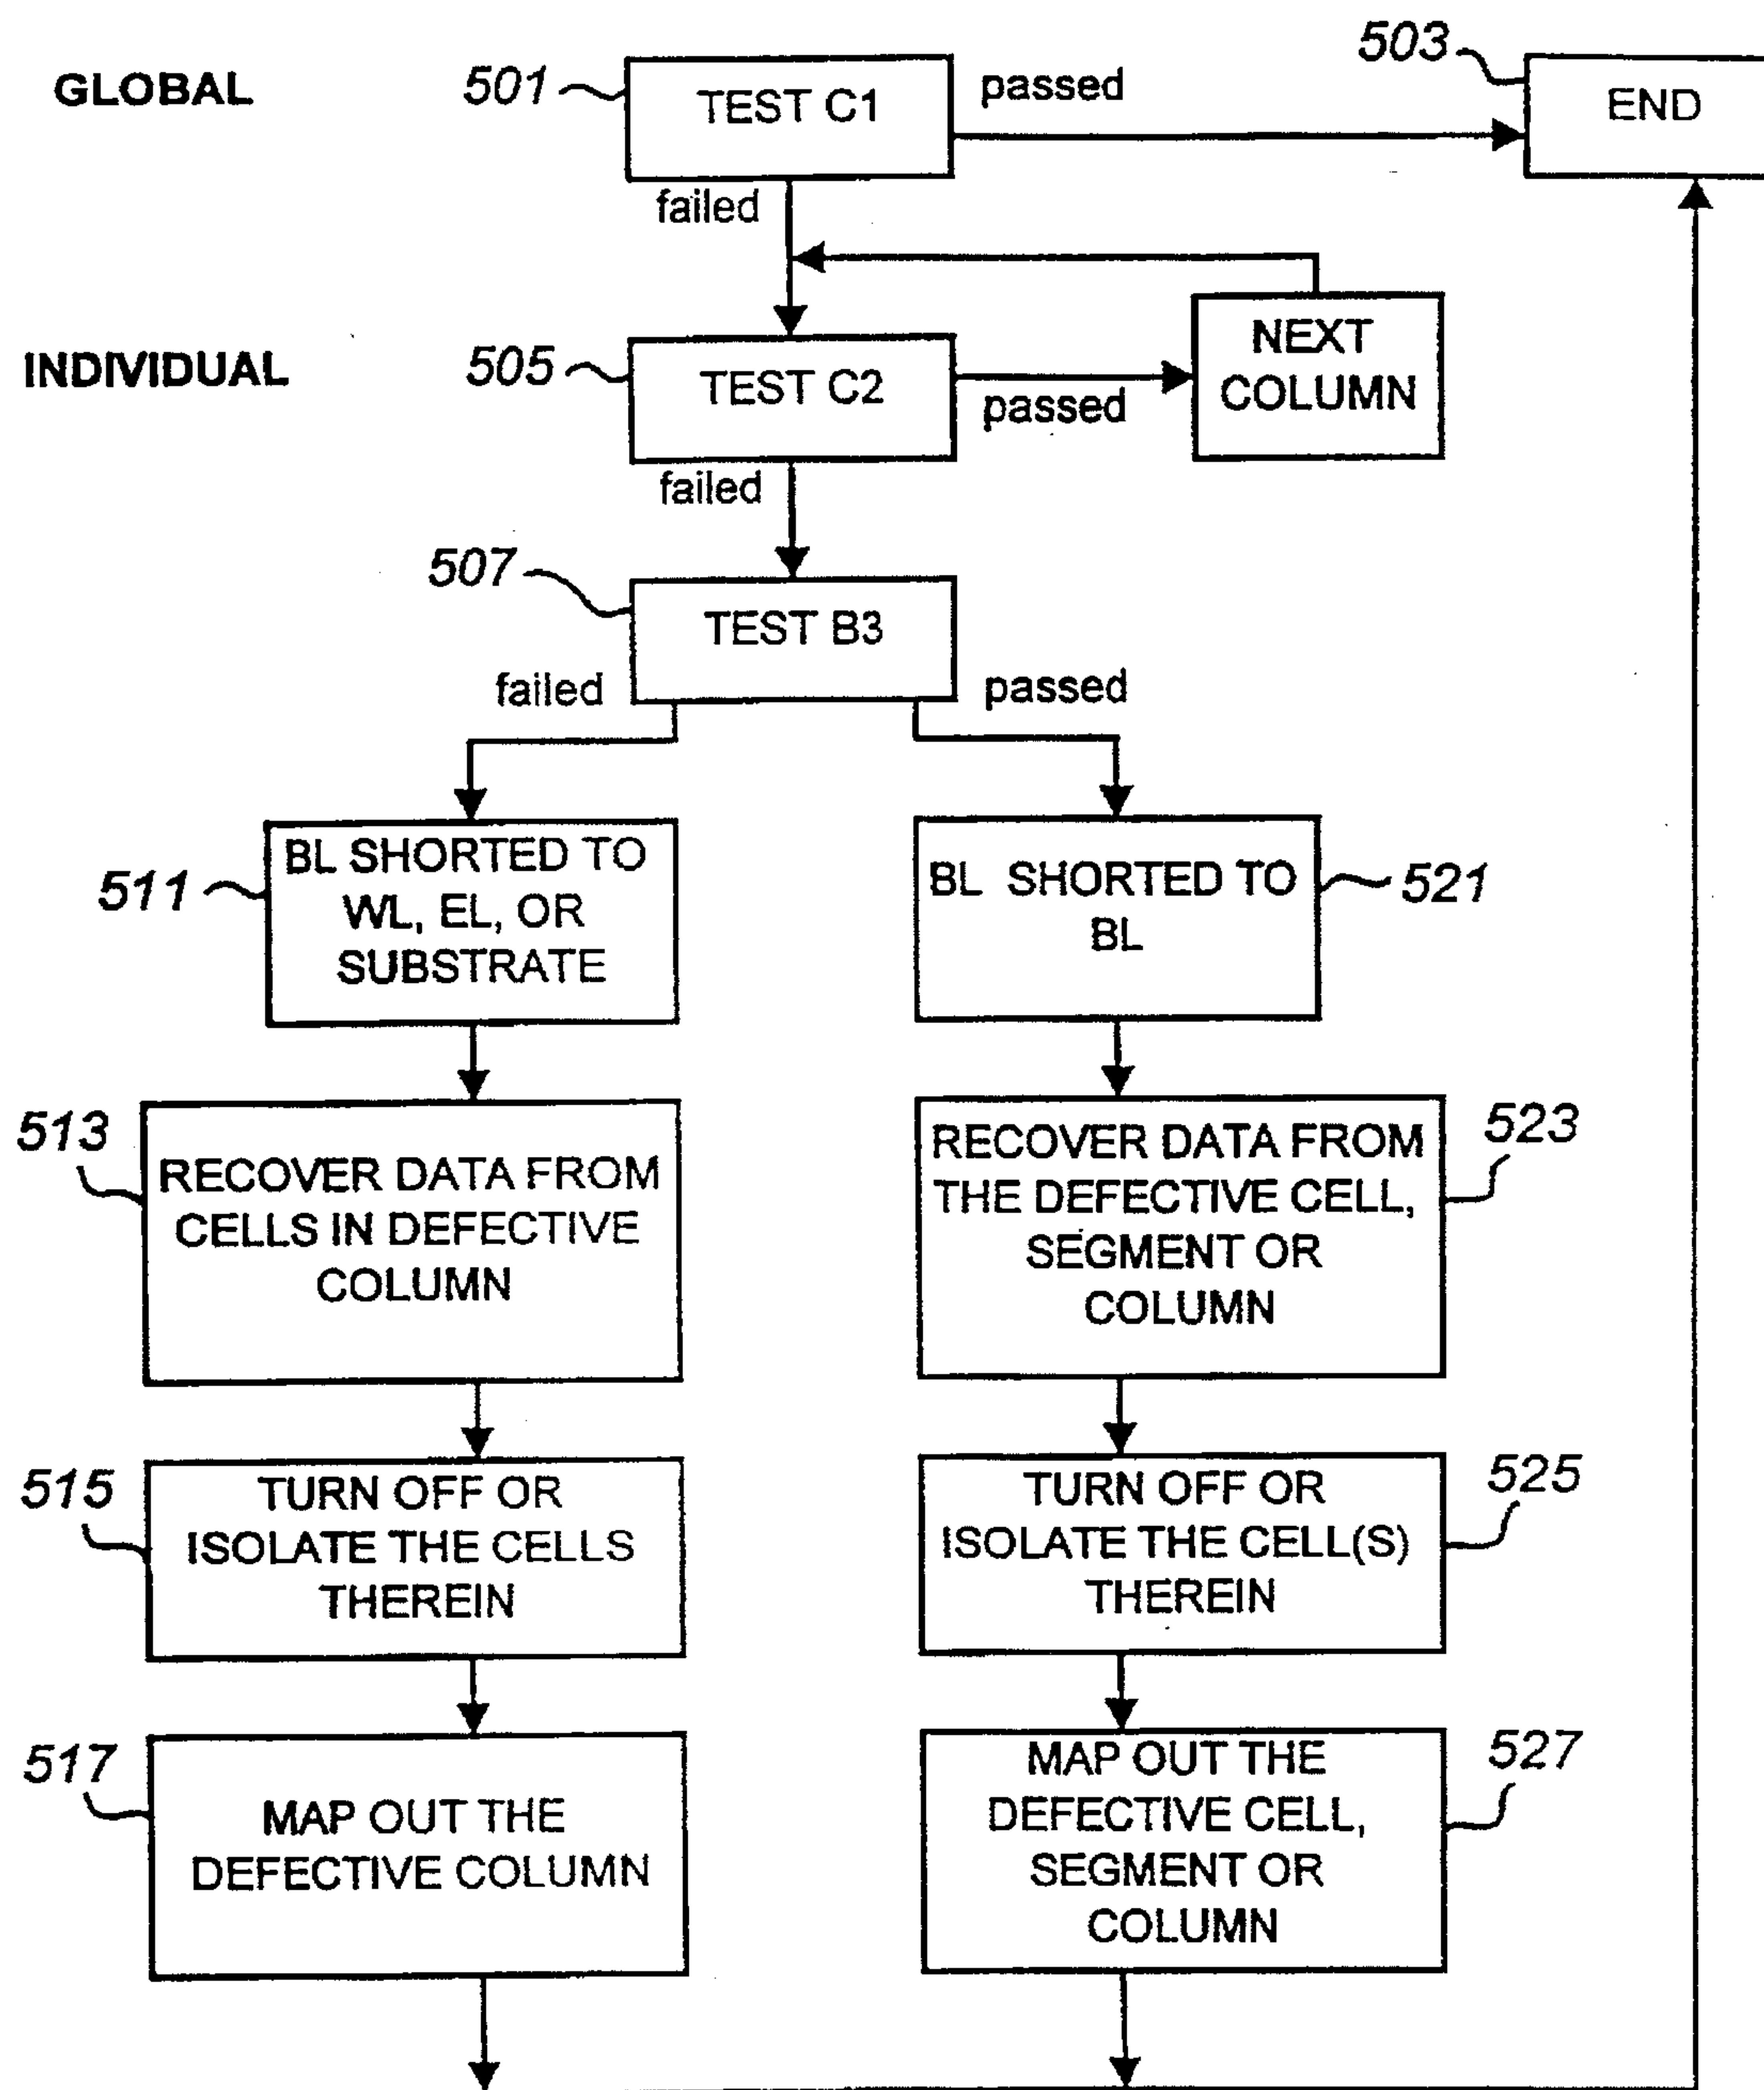 GLOBAL
501
TEST C1
passed
503
END
failed
INDIVIDUAL
505
TEST C2
passed
NEXT
COLUMN
failed
507
TEST B3
failed
passed
511
BL SHORTED TO
WL, EL, OR
SUBSTRATE
BL SHORTED TO
BL
521
513
RECOVER DATA FROM
CELLS IN DEFECTIVE
COLUMN
RECOVER DATA FROM
THE DEFECTIVE CELL,
SEGMENT OR
COLUMN
523
515
TURN OFF OR
ISOLATE THE CELLS
THEREIN
TURN OFF OR
ISOLATE THE CELL(S)
THEREIN
525
517
MAP OUT THE
DEFECTIVE COLUMN
MAP OUT THE
DEFECTIVE CELL,
SEGMENT OR
COLUMN
527